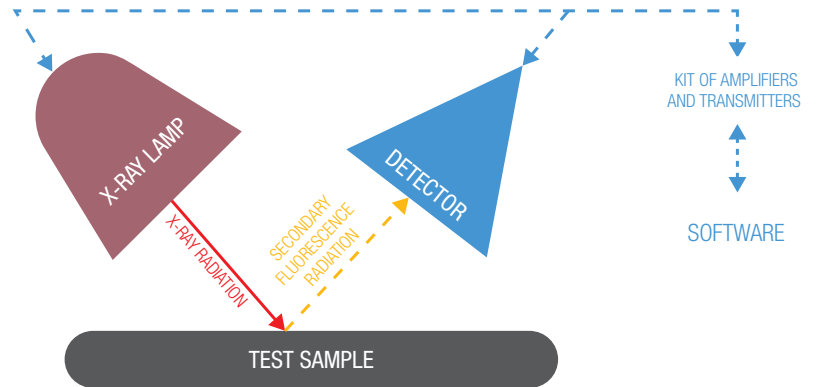 KIT OF AMPLIFIERS
AND TRANSMITTERS
X-RAY LAMP
DETECTOR
X-RAY RADIATION
SECONDARY
FLUORESCENCE
RADIATION
SOFTWARE
TEST SAMPLE